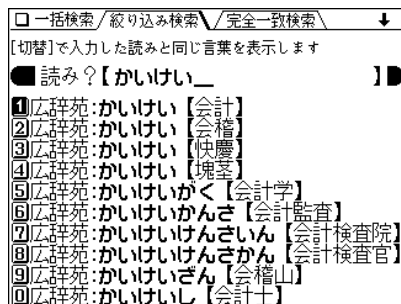 一括検索 絞り込み検索 完全一致検索 ↓
[切替]で入力した読みと同じ言葉を表示します
読み?【かいけい_ 】
1広辞苑:かいけい【会計】
2広辞苑:かいけい【会稽】
3広辞苑:かいけい【快慶】
4広辞苑:かいけい【塊茎】
5広辞苑:かいけいがく【会計学】
6広辞苑:かいけいかんさ【会計監査】
7広辞苑:かいけいけんさいん【会計検査院】
8広辞苑:かいけいけんさかん【会計検査官】
9広辞苑:かいけいざん【会稽山】
0広辞苑:かいけいし【会計士】